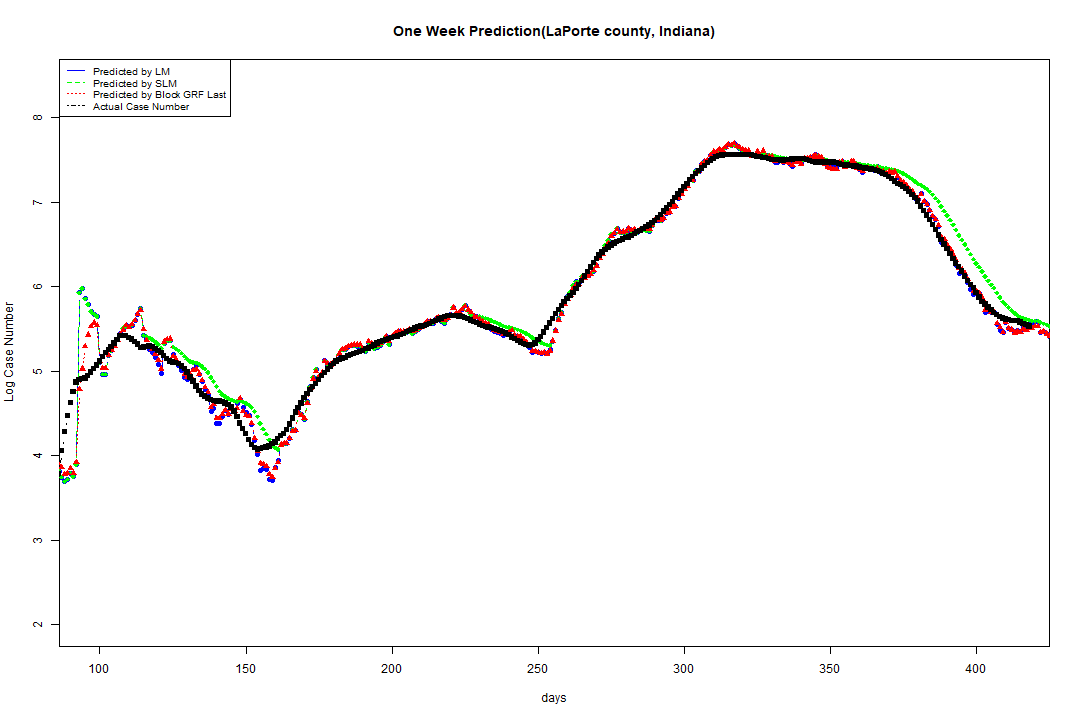 One Week Prediction(LaPorte county, Indiana)
Predicted by LM
Predicted by SLM
Predicted by Block GRF Last
Actual Case Number
8
7
6
5
4
3
2
Log Case Number
100 150 200 250 300 350 400
days